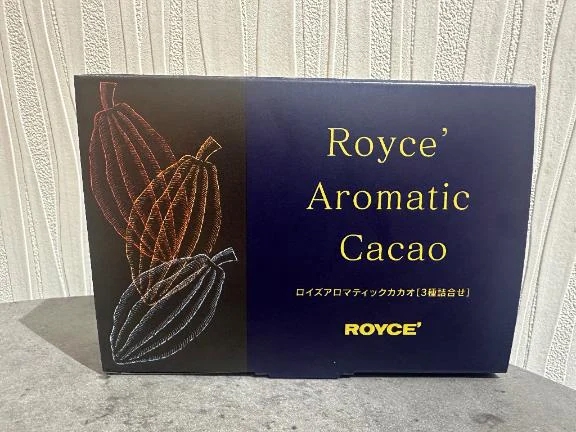 Royce'
Aromatic
Cacao
ロイズアロマティックカカオ[3種詰合せ]
ROYCE'